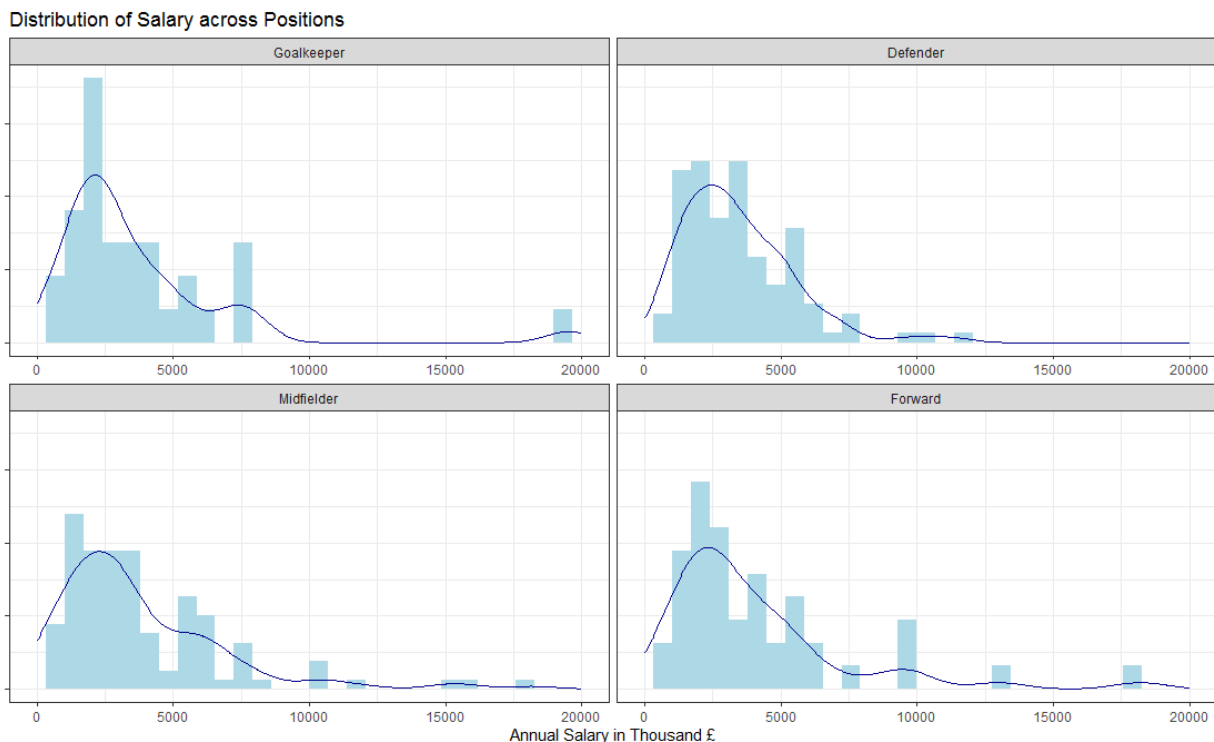 Distribution of Salary across Positions
Goalkeeper
Defender
0 5000 10000 15000 20000
0 5000 10000 15000 20000
Midfielder
Forward
0 5000 10000 15000 20000
0 5000 10000 15000 20000
Annual Salary in Thousand £